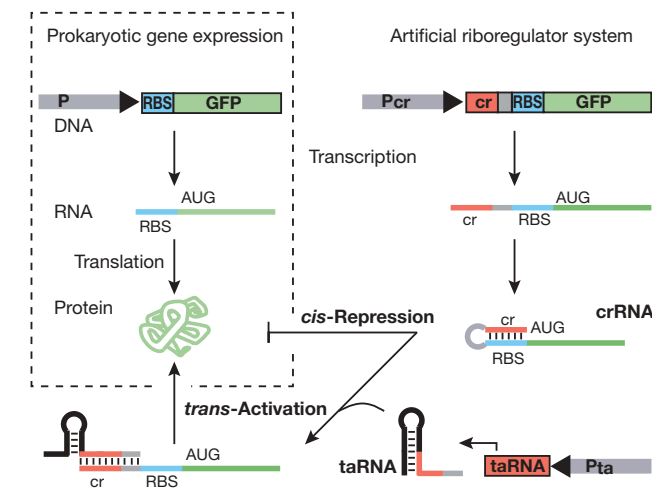 Prokaryotic gene expression
Artificial riboregulator system
P
RBS
GFP
Pcr
cr
RBS
GFP
DNA
Transcription
RNA
AUG
RBS
AUG
cr
RBS
Translation
Protein
cis-Repression
crRNA
cr
AUG
RBS
trans-Activation
AUG
cr
RBS
taRNA
taRNA
Pta